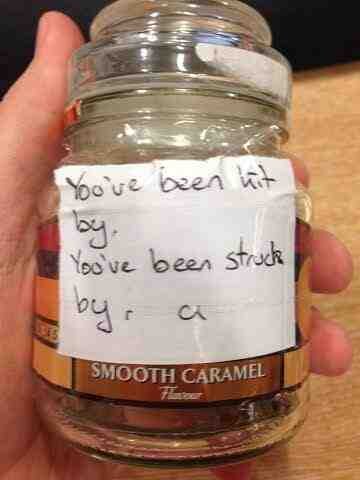 You've been hit
by.
You've been struck
by. a
SMOOTH CARAMEL
Flavour